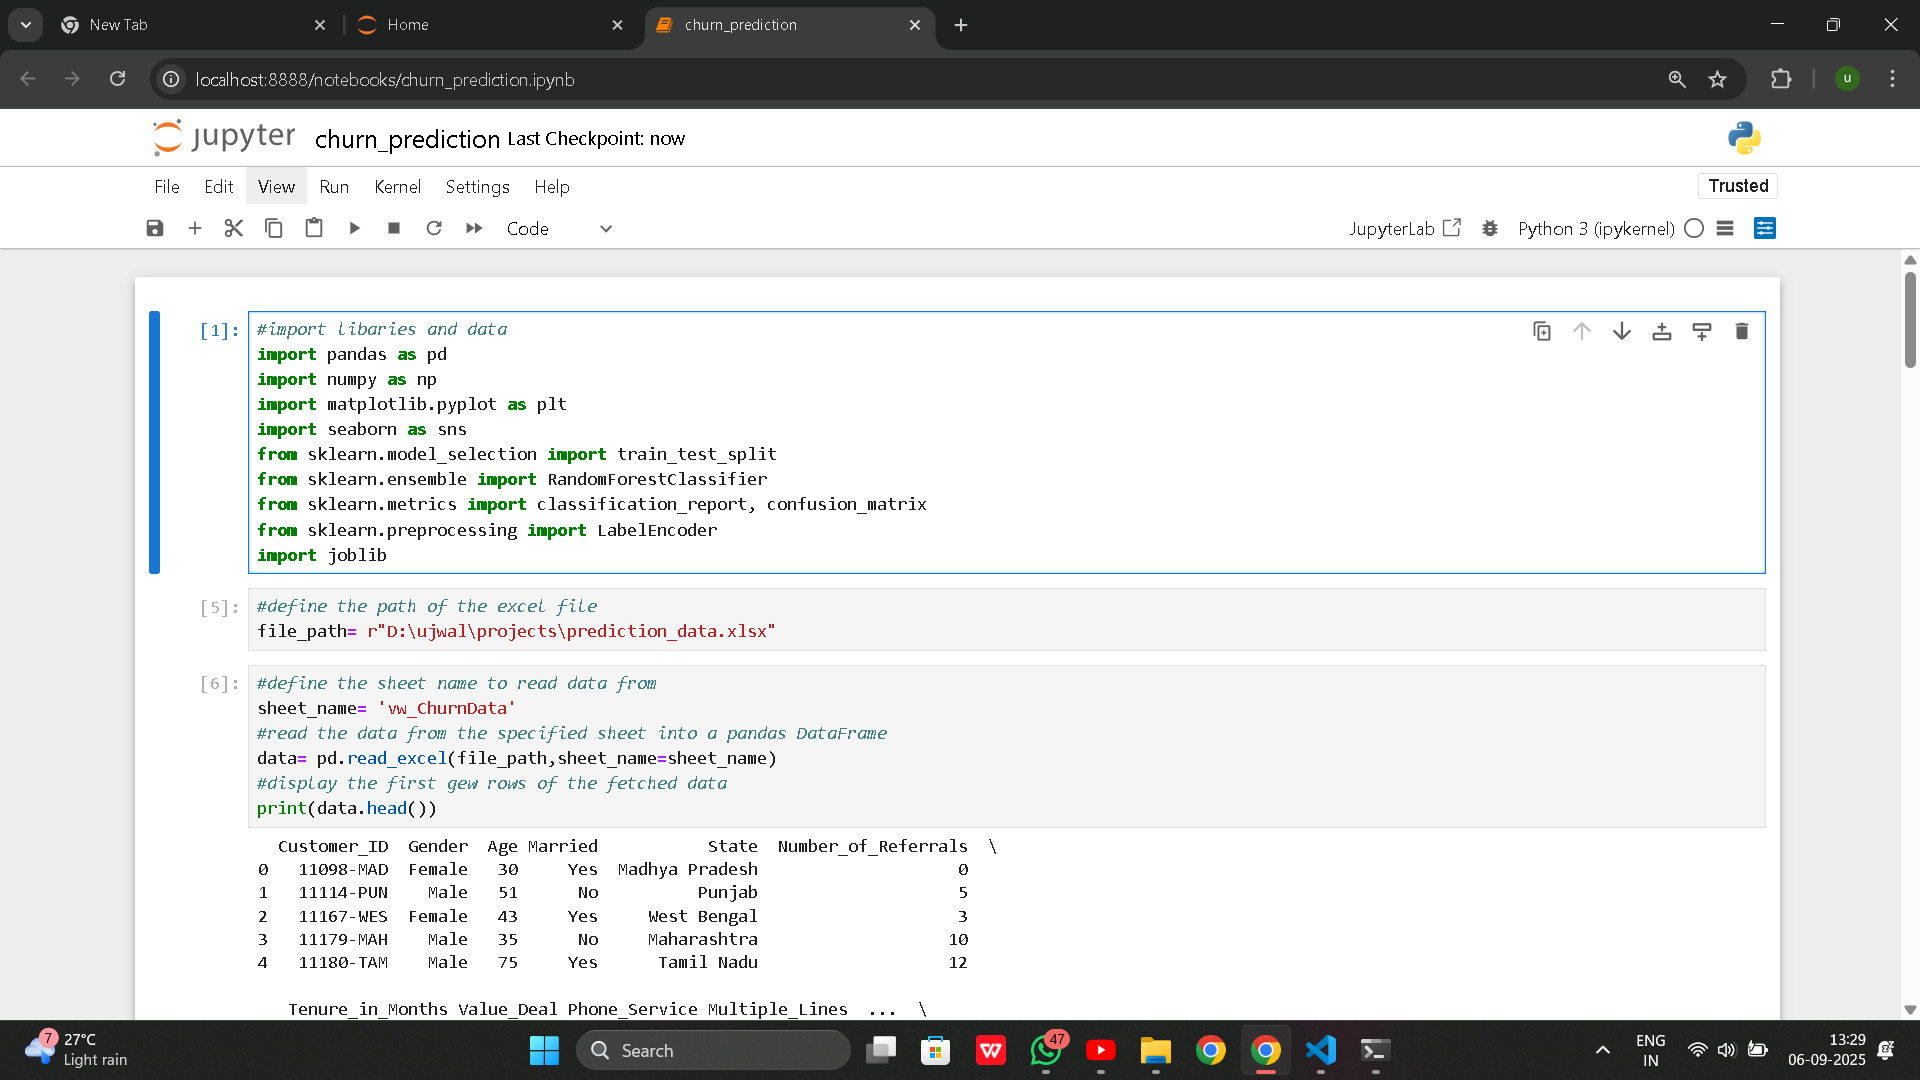 New Tab
Home
churn_prediction
localhost:8888/notebooks/churn_prediction.ipynb
u
jupyter churn_prediction Last Checkpoint: now
File Edit View Run Kernel Settings Help
Trusted
Code
JupyterLab
Python 3 (ipykernel)
[1]:
#import libaries and data
import pandas as pd
import numpy as np
import matplotlib.pyplot as plt
import seaborn as sns
from sklearn.model_selection import train_test_split
from sklearn.ensemble import RandomForestClassifier
from sklearn.metrics import classification_report, confusion_matrix
from sklearn.preprocessing import LabelEncoder
import joblib
[5]:
#define the path of the excel file
file_path= r"D:\ujwal\projects\prediction_data.xlsx"
[6]:
#define the sheet name to read data from
sheet_name= 'vw_ChurnData'
#read the data from the specified sheet into a pandas DataFrame
data= pd.read_excel(file_path,sheet_name=sheet_name)
#display the first gew rows of the fetched data
print(data.head())
Customer_ID Gender Age Married State Number_of_Referrals \
0 11098-MAD Female 30 Yes Madhya Pradesh 0
1 11114-PUN Male 51 No Punjab 5
2 11167-WES Female 43 Yes West Bengal 3
3 11179-MAH Male 35 No Maharashtra 10
4 11180-TAM Male 75 Yes Tamil Nadu 12
Tenure_in_Months Value_Deal Phone_Service Multiple_Lines ... \
7
27°C
Light rain
Search
W
47
ENG
IN
13:29
06-09-2025